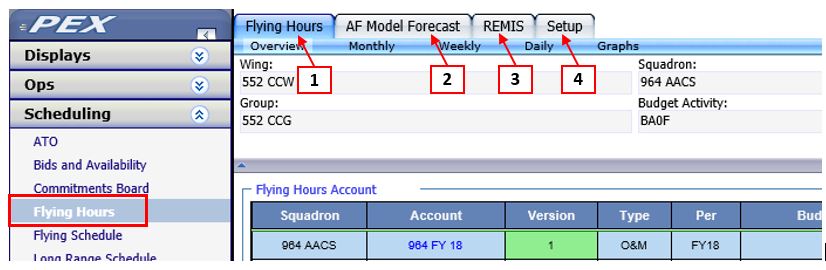 PEX
Displays
Ops
Scheduling
ATO
Bids and Availability
Commitments Board
Flying Hours
Flying Schedule
Long Range Schedule
Flying Hours AF Model Forecast REMIS Setup
Overview Monthly Weekly Daily Graphs
Wing: Squadron:
552 CCW 1 2 3 4 964 AACS
Group: Budget Activity:
552 CCG BA0F
Flying Hours Account
Squadron Account Version Type Per Bud
964 AACS 964 FY 18 1 O&M FY18